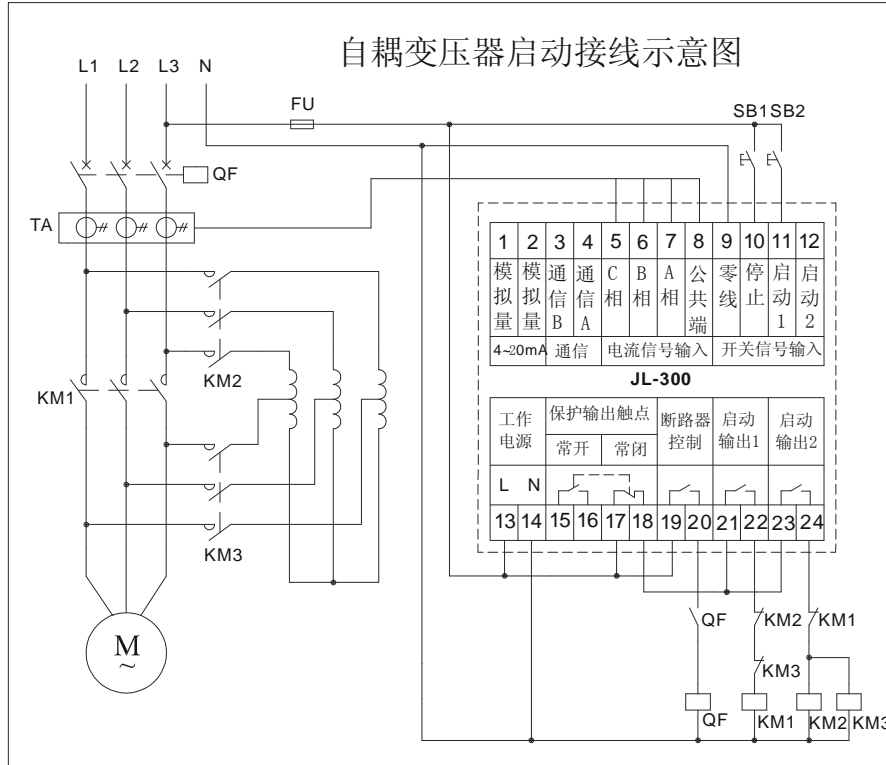 自耦变压器启动接线示意图
L1 L2 L3 N
FU
SB1 SB2
QF
TA
1 2 3 4 5 6 7 8 9 10 11 12
模拟量 模拟量 通信B 通信A C相 B相 A相 公共端 零线 停止 启动1 启动2
4~20mA 通信 电流信号输入 开关信号输入
KM2
KM1
JL-300
工作电源 保护输出触点 断路器控制 启动输出1 启动输出2
常开 常闭
L N
13 14 15 16 17 18 19 20 21 22 23 24
KM3
QF KM2 KM1
M
~
KM3
QF KM1 KM2 KM3